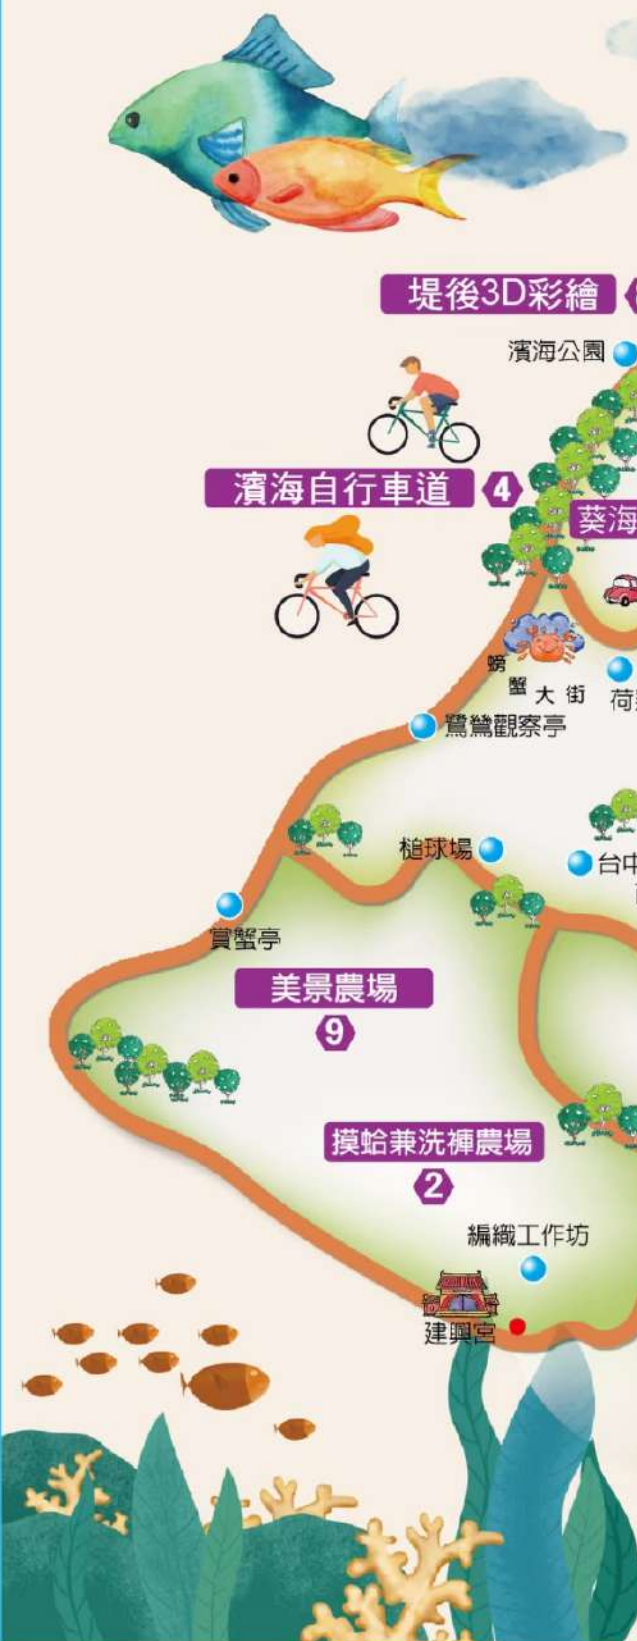 堤後3D彩繪
濱海公園
濱海自行車道 4
葵海
螃蟹大街
荷
鷺鷥觀察亭
槌球場
台中
賞蟹亭
美景農場
9
摸蛤兼洗褲農場
2
編織工作坊
建興宮